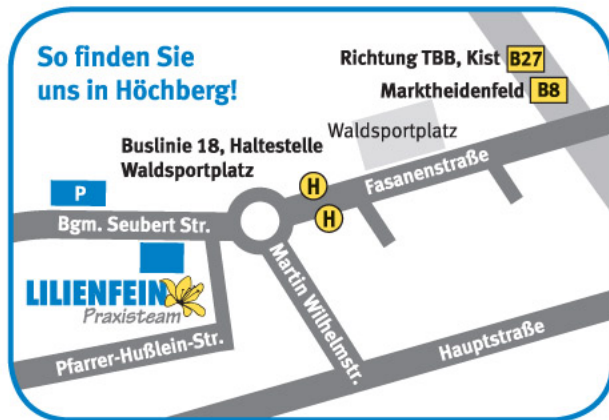 So finden Sie
uns in Höchberg!
Richtung TBB, Kist B27
Marktheidenfeld B8
Buslinie 18, Haltestelle
Waldsportplatz
Waldsportplatz
H
H
Fasanenstraße
P
Bgm. Seubert Str.
LILIENFEIN
Praxisteam
Martin Wilhelmstr.
Pfarrer-Hußlein-Str.
Hauptstraße